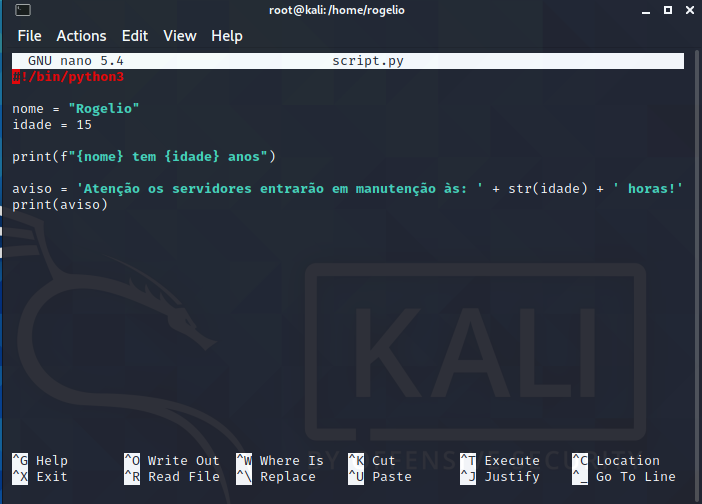 root@kali: /home/rogelio
File Actions Edit View Help
GNU nano 5.4 script.py
#!/bin/python3
nome = "Rogelio"
idade = 15
print(f"{nome} tem {idade} anos")
aviso = 'Atenção os servidores entrarão em manutenção às: ' + str(idade) + ' horas!'
print(aviso)
KALI
BY OFFENSIVE SECURITY
^G Help ^O Write Out ^W Where Is ^K Cut ^T Execute ^C Location
^X Exit ^R Read File ^\ Replace ^U Paste ^J Justify ^_ Go To Line